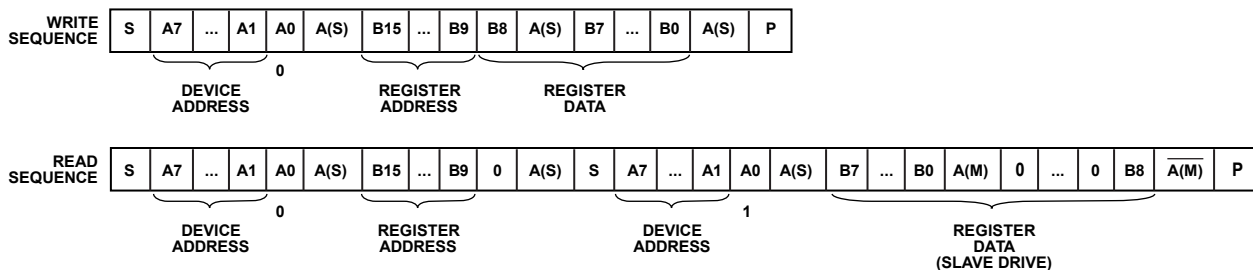 WRITE
SEQUENCE
S A7 ... A1 A0 A(S) B15 ... B9 B8 A(S) B7 ... B0 A(S) P
0
DEVICE
ADDRESS
REGISTER
ADDRESS
REGISTER
DATA
READ
SEQUENCE
S A7 ... A1 A0 A(S) B15 ... B9 0 A(S) S A7 ... A1 A0 A(S) B7 ... B0 A(M) 0 ... 0 B8 A̅(̅M̅)̅ P
0 1
DEVICE
ADDRESS
REGISTER
ADDRESS
DEVICE
ADDRESS
REGISTER
DATA
(SLAVE DRIVE)